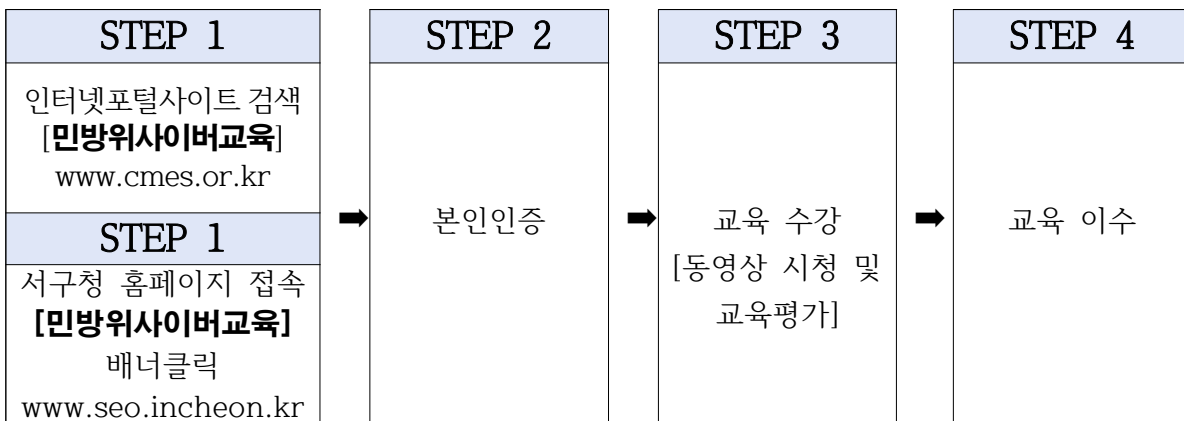 STEP 1
인터넷포털사이트 검색
[민방위사이버교육]
www.cmes.or.kr
STEP 1
서구청 홈페이지 접속
[민방위사이버교육]
배너클릭
www.seo.incheon.kr
➡
STEP 2
본인인증
➡
STEP 3
교육 수강
[동영상 시청 및
교육평가]
➡
STEP 4
교육 이수